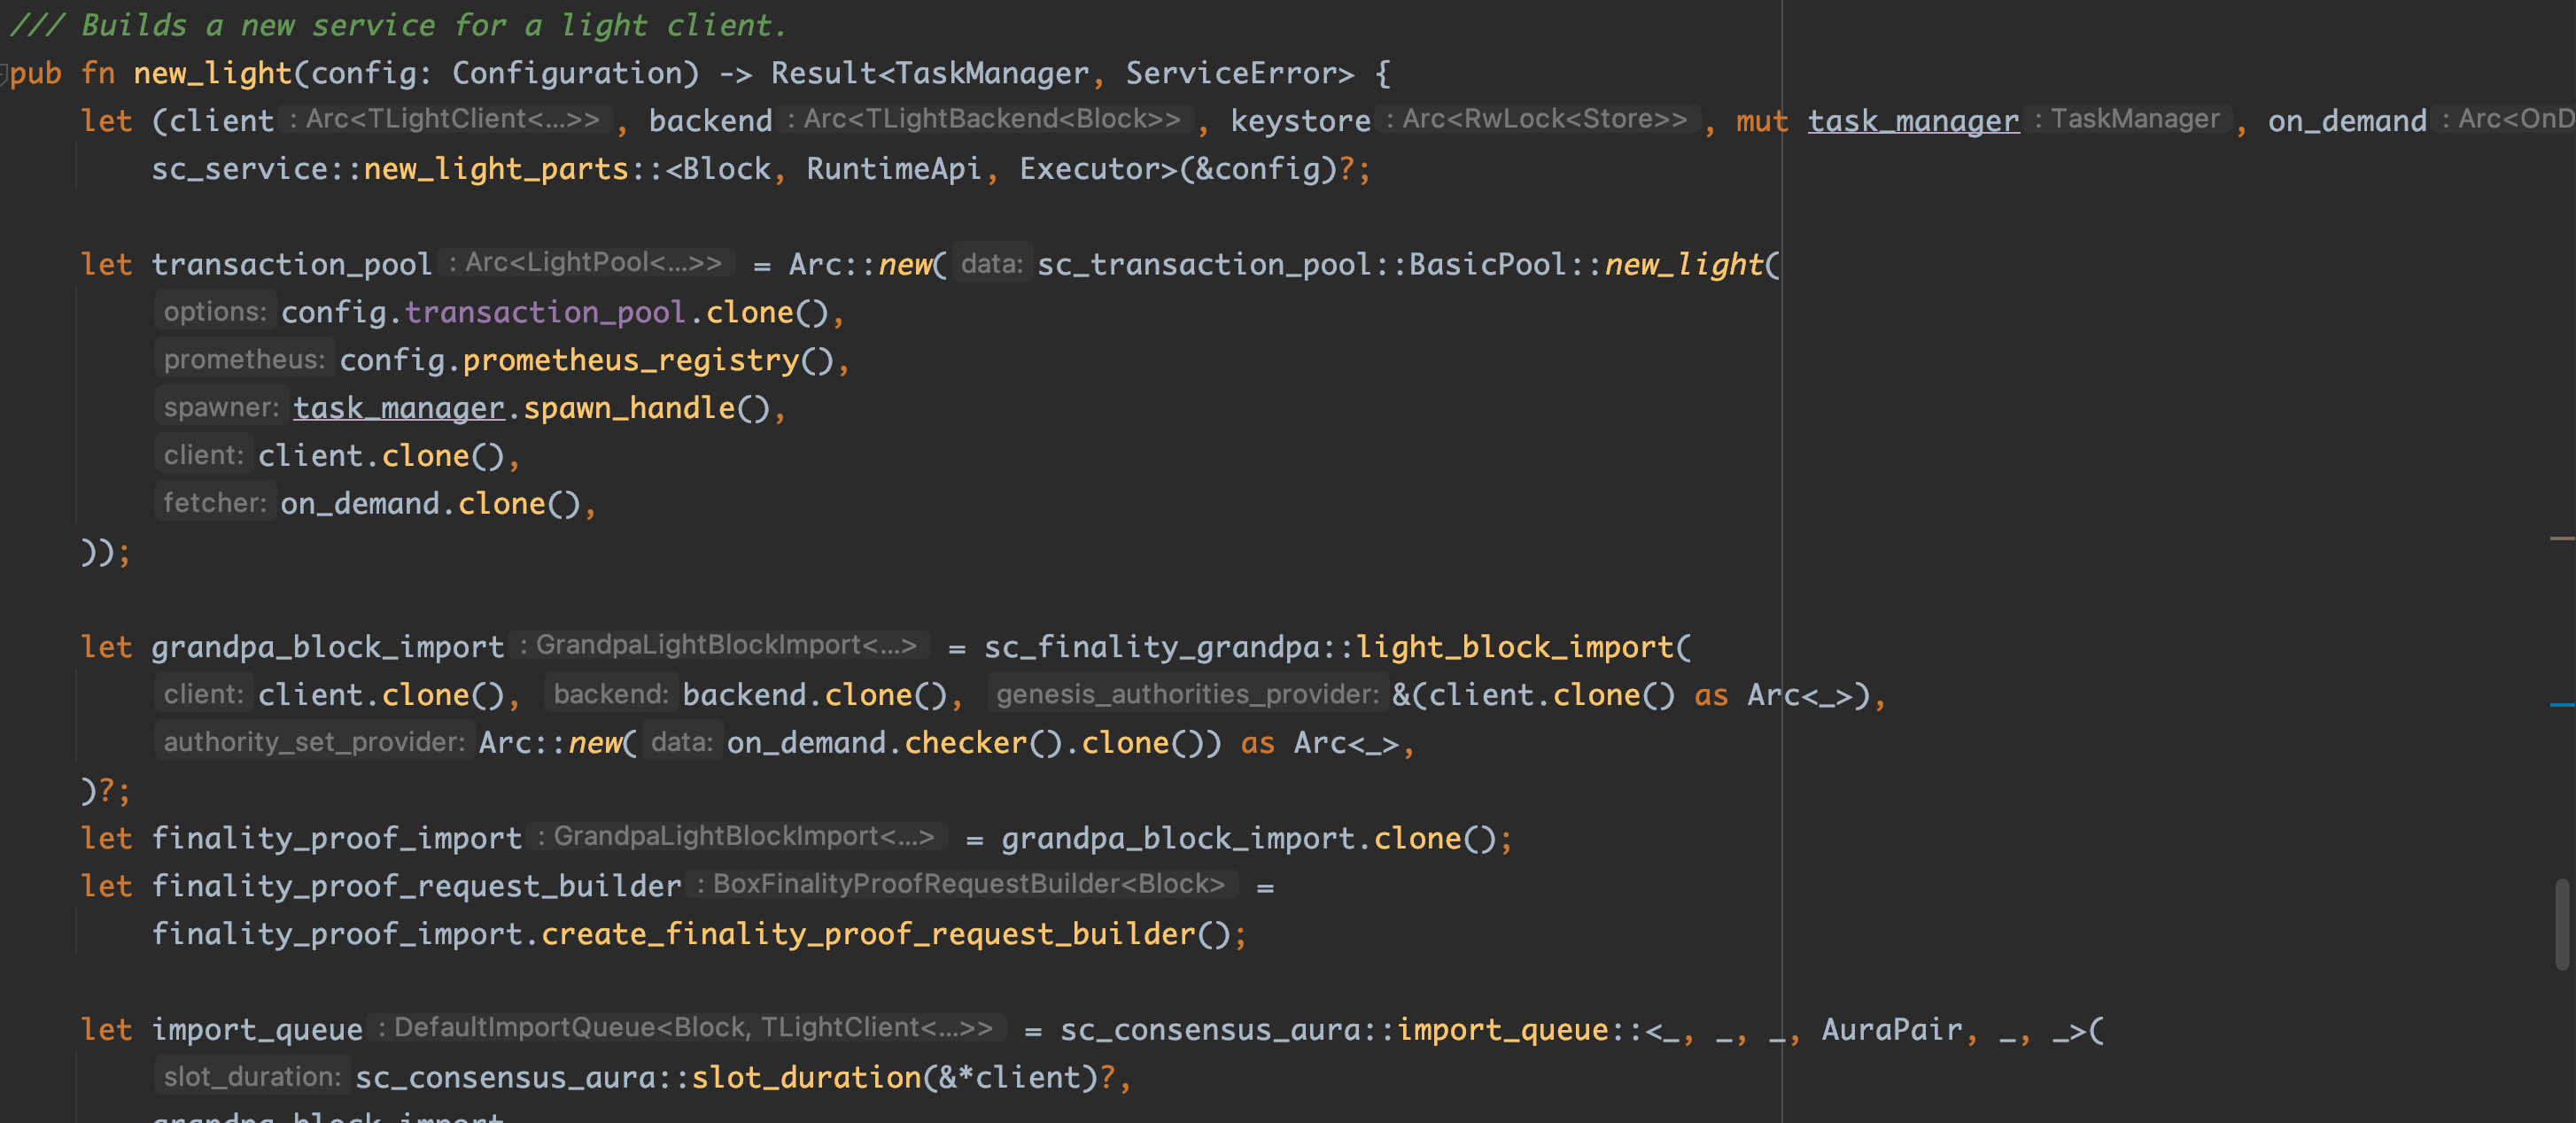 /// Builds a new service for a light client.
pub fn new_light(config: Configuration) -> Result<TaskManager, ServiceError> {
let (client : Arc<TLightClient<...>> , backend : Arc<TLightBackend<Block>> , keystore : Arc<RwLock<Store>> , mut task_manager : TaskManager , on_demand : Arc<OnD
sc_service::new_light_parts::<Block, RuntimeApi, Executor>(&config)?;
let transaction_pool : Arc<LightPool<...>> = Arc::new( data: sc_transaction_pool::BasicPool::new_light(
options: config.transaction_pool.clone(),
prometheus: config.prometheus_registry(),
spawner: task_manager.spawn_handle(),
client: client.clone(),
fetcher: on_demand.clone(),
));
let grandpa_block_import : GrandpaLightBlockImport<...> = sc_finality_grandpa::light_block_import(
client: client.clone(), backend: backend.clone(), genesis_authorities_provider: &(client.clone() as Arc<_>),
authority_set_provider: Arc::new( data: on_demand.checker().clone()) as Arc<_>,
)?;
let finality_proof_import : GrandpaLightBlockImport<...> = grandpa_block_import.clone();
let finality_proof_request_builder : BoxFinalityProofRequestBuilder<Block> =
finality_proof_import.create_finality_proof_request_builder();
let import_queue : DefaultImportQueue<Block, TLightClient<...>> = sc_consensus_aura::import_queue::<_, _, _, AuraPair, _, _>(
slot_duration: sc_consensus_aura::slot_duration(&*client)?,
grandpa_block_import